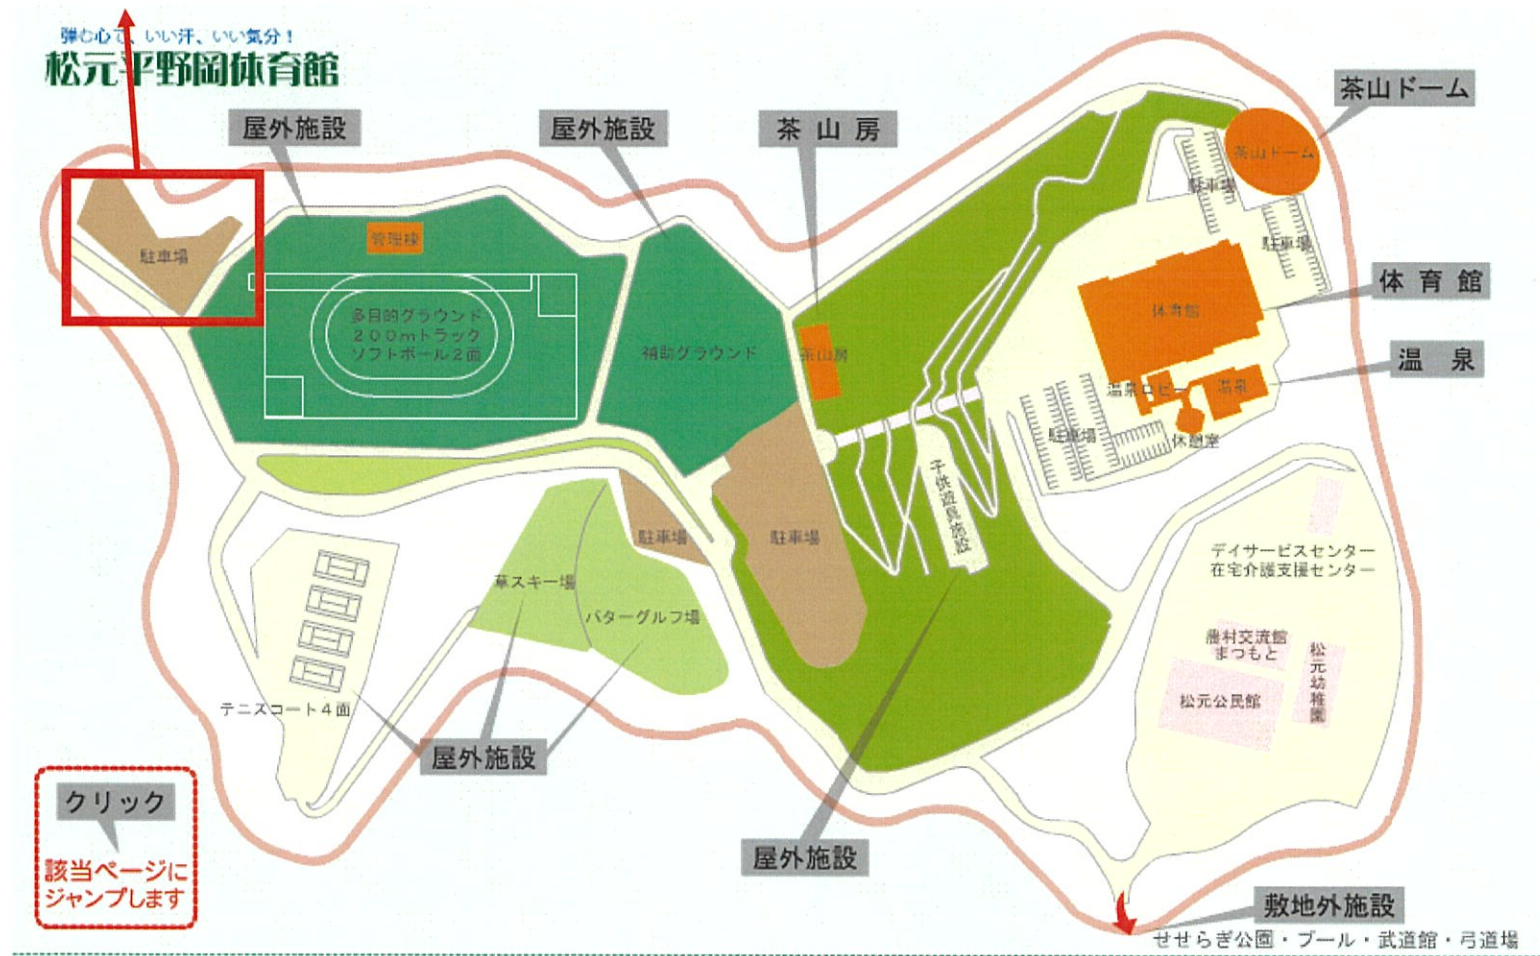 弾む心で、いい汗、いい気分！
松元平野岡体育館
屋外施設
屋外施設
茶山房
茶山ドーム
茶山ドーム
駐車場
駐車場
駐車場
管理棟
体育館
体育館
多目的グラウンド
200mトラック
ソフトボール2面
補助グラウンド
茶山房
温泉
温泉ロビー
温泉
駐車場
休憩室
子供遊具施設
駐車場
駐車場
デイサービスセンター
在宅介護支援センター
草スキー場
パターゴルフ場
農村交流館
まつもと
松元幼稚園
松元公民館
テニスコート4面
屋外施設
クリック
該当ページに
ジャンプします
屋外施設
敷地外施設
せせらぎ公園・プール・武道館・弓道場